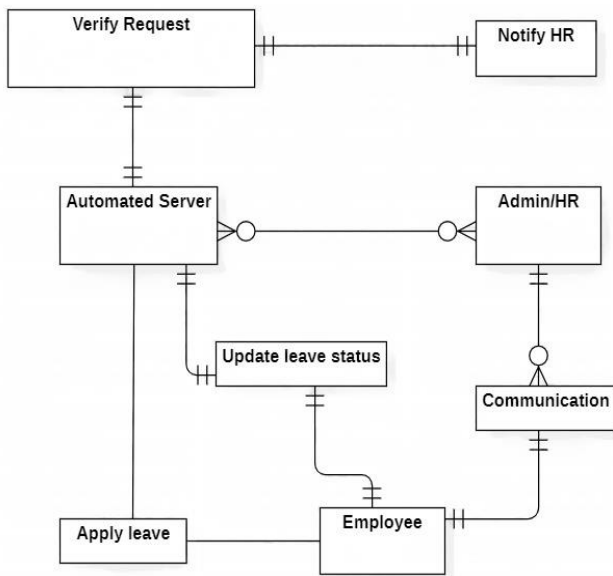 Verify Request
Notify HR
Automated Server
Admin/HR
Update leave status
Communication
Apply leave
Employee